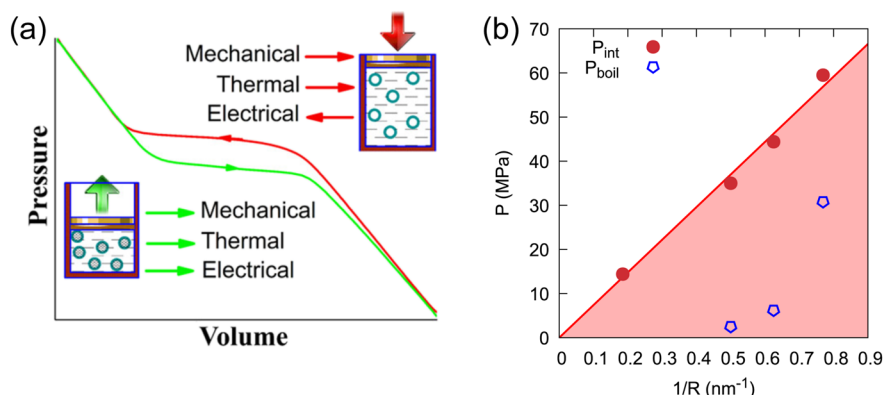 (a)
Mechanical
Thermal
Electrical
Mechanical
Thermal
Electrical
Pressure
Volume
(b)
P_int
P_boil
70
60
50
40
30
20
10
0
P (MPa)
0 0.1 0.2 0.3 0.4 0.5 0.6 0.7 0.8 0.9
1/R (nm⁻¹)